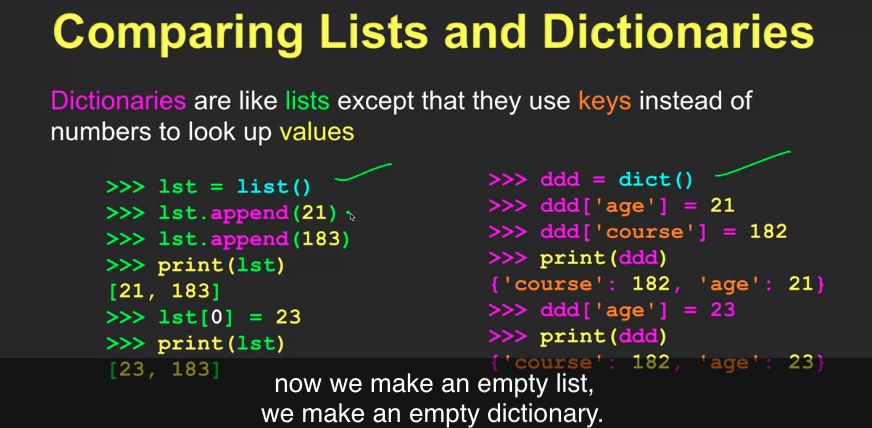 Comparing Lists and Dictionaries
Dictionaries are like lists except that they use keys instead of
numbers to look up values
>>> lst = list()
>>> lst.append(21)
>>> lst.append(183)
>>> print(lst)
[21, 183]
>>> lst[0] = 23
>>> print(lst)
[23, 183]
>>> ddd = dict()
>>> ddd['age'] = 21
>>> ddd['course'] = 182
>>> print(ddd)
{'course': 182, 'age': 21}
>>> ddd['age'] = 23
>>> print(ddd)
{'course': 182, 'age': 23}
now we make an empty list,
we make an empty dictionary.